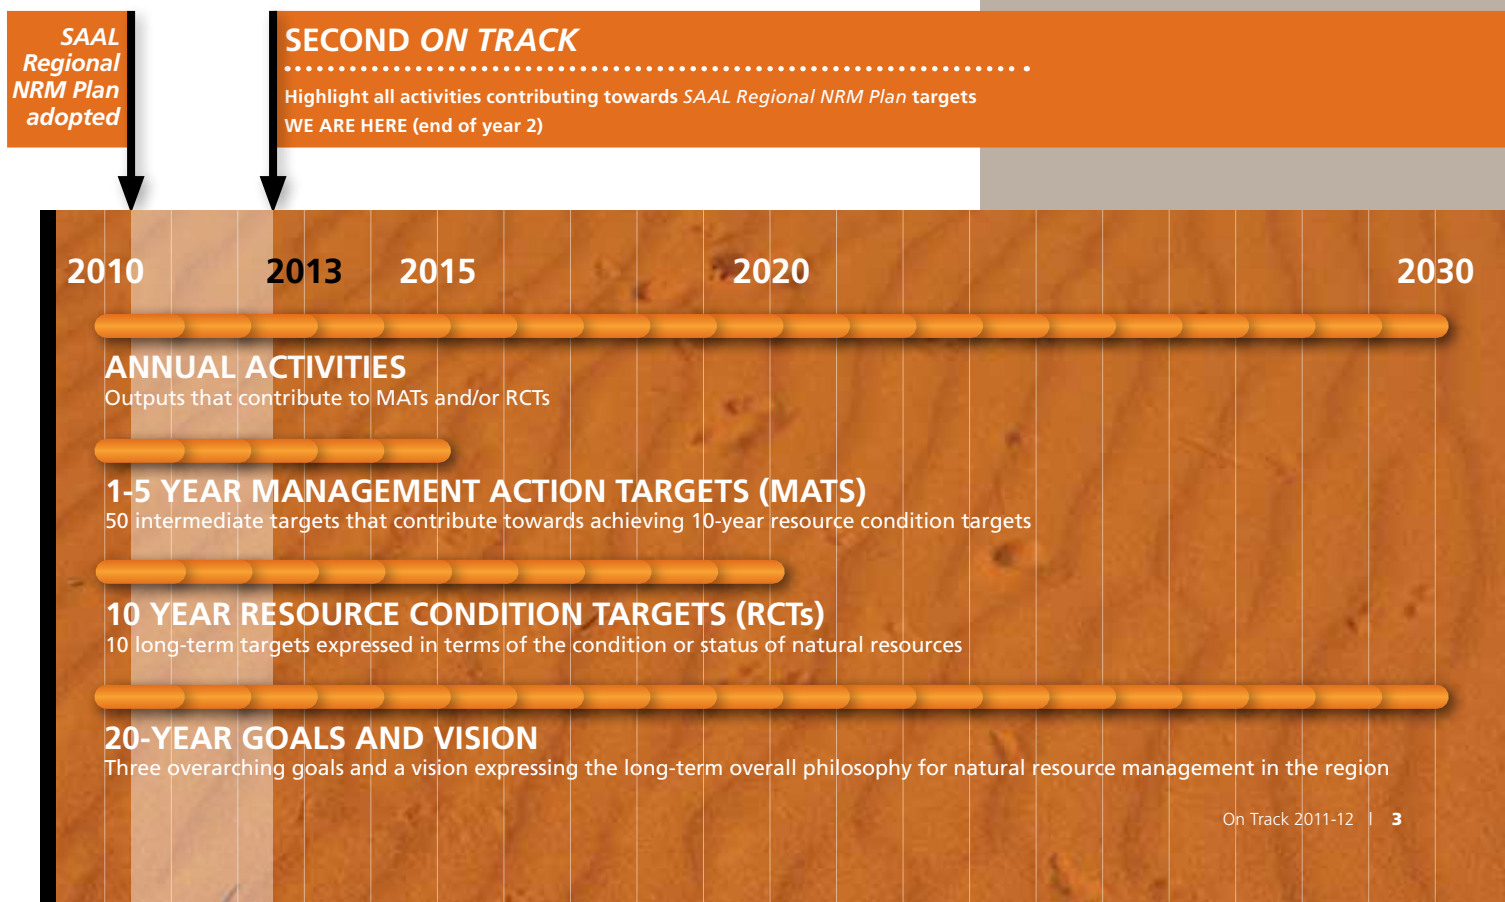 SAAL
Regional
NRM Plan
adopted
SECOND ON TRACK
Highlight all activities contributing towards SAAL Regional NRM Plan targets
WE ARE HERE (end of year 2)
2010 2013 2015 2020 2030
ANNUAL ACTIVITIES
Outputs that contribute to MATs and/or RCTs
1-5 YEAR MANAGEMENT ACTION TARGETS (MATS)
50 intermediate targets that contribute towards achieving 10-year resource condition targets
10 YEAR RESOURCE CONDITION TARGETS (RCTs)
10 long-term targets expressed in terms of the condition or status of natural resources
20-YEAR GOALS AND VISION
Three overarching goals and a vision expressing the long-term overall philosophy for natural resource management in the region
On Track 2011-12 | 3